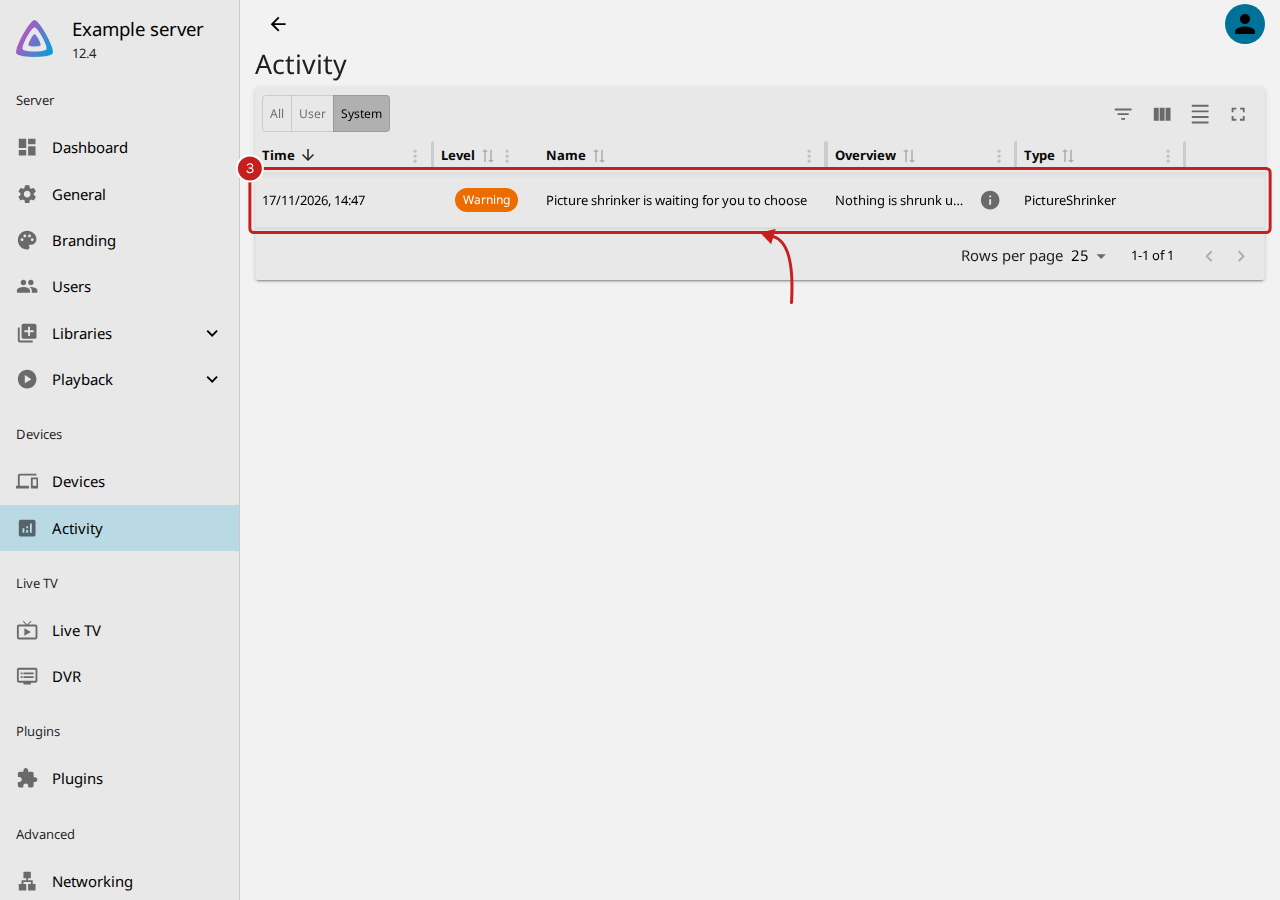 Example server
12.4
Server
Dashboard
General
Branding
Users
Libraries
Playback
Devices
Devices
Activity
Live TV
Live TV
DVR
Plugins
Plugins
Advanced
Networking
Activity
All User System
Time Level Name Overview Type
3
17/11/2026, 14:47 Warning Picture shrinker is waiting for you to choose Nothing is shrunk u... PictureShrinker
Rows per page 25 1-1 of 1